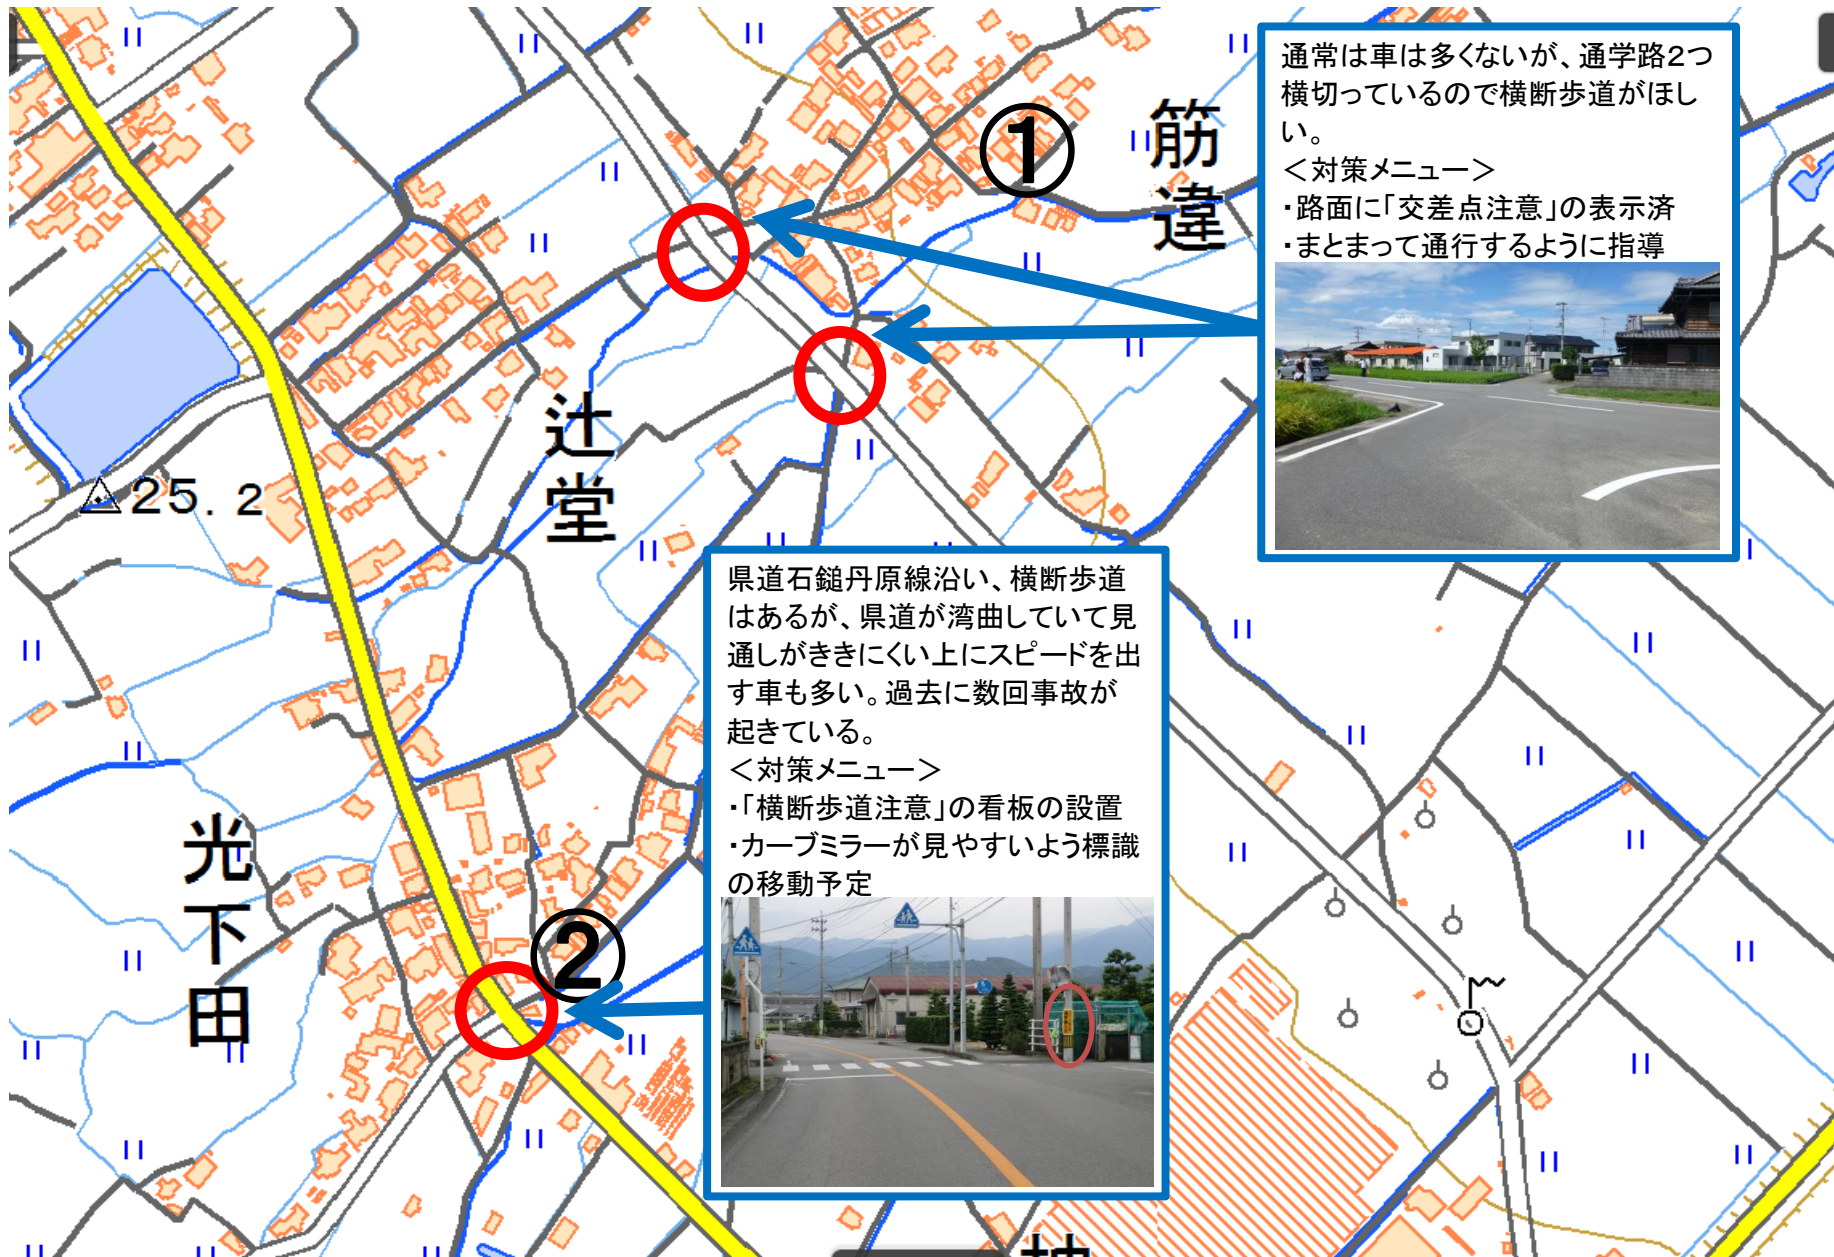 通常は車は多くないが、通学路2つ
横切っているので横断歩道がほし
い。
<対策メニュー>
・路面に「交差点注意」の表示済
・まとまって通行するように指導
①
筋違
辻堂
25.2
県道石鎚丹原線沿い、横断歩道
はあるが、県道が湾曲していて見
通しがききにくい上にスピードを出
す車も多い。過去に数回事故が
起きている。
<対策メニュー>
・「横断歩道注意」の看板の設置
・カーブミラーが見やすいよう標識
の移動予定
光下田
②